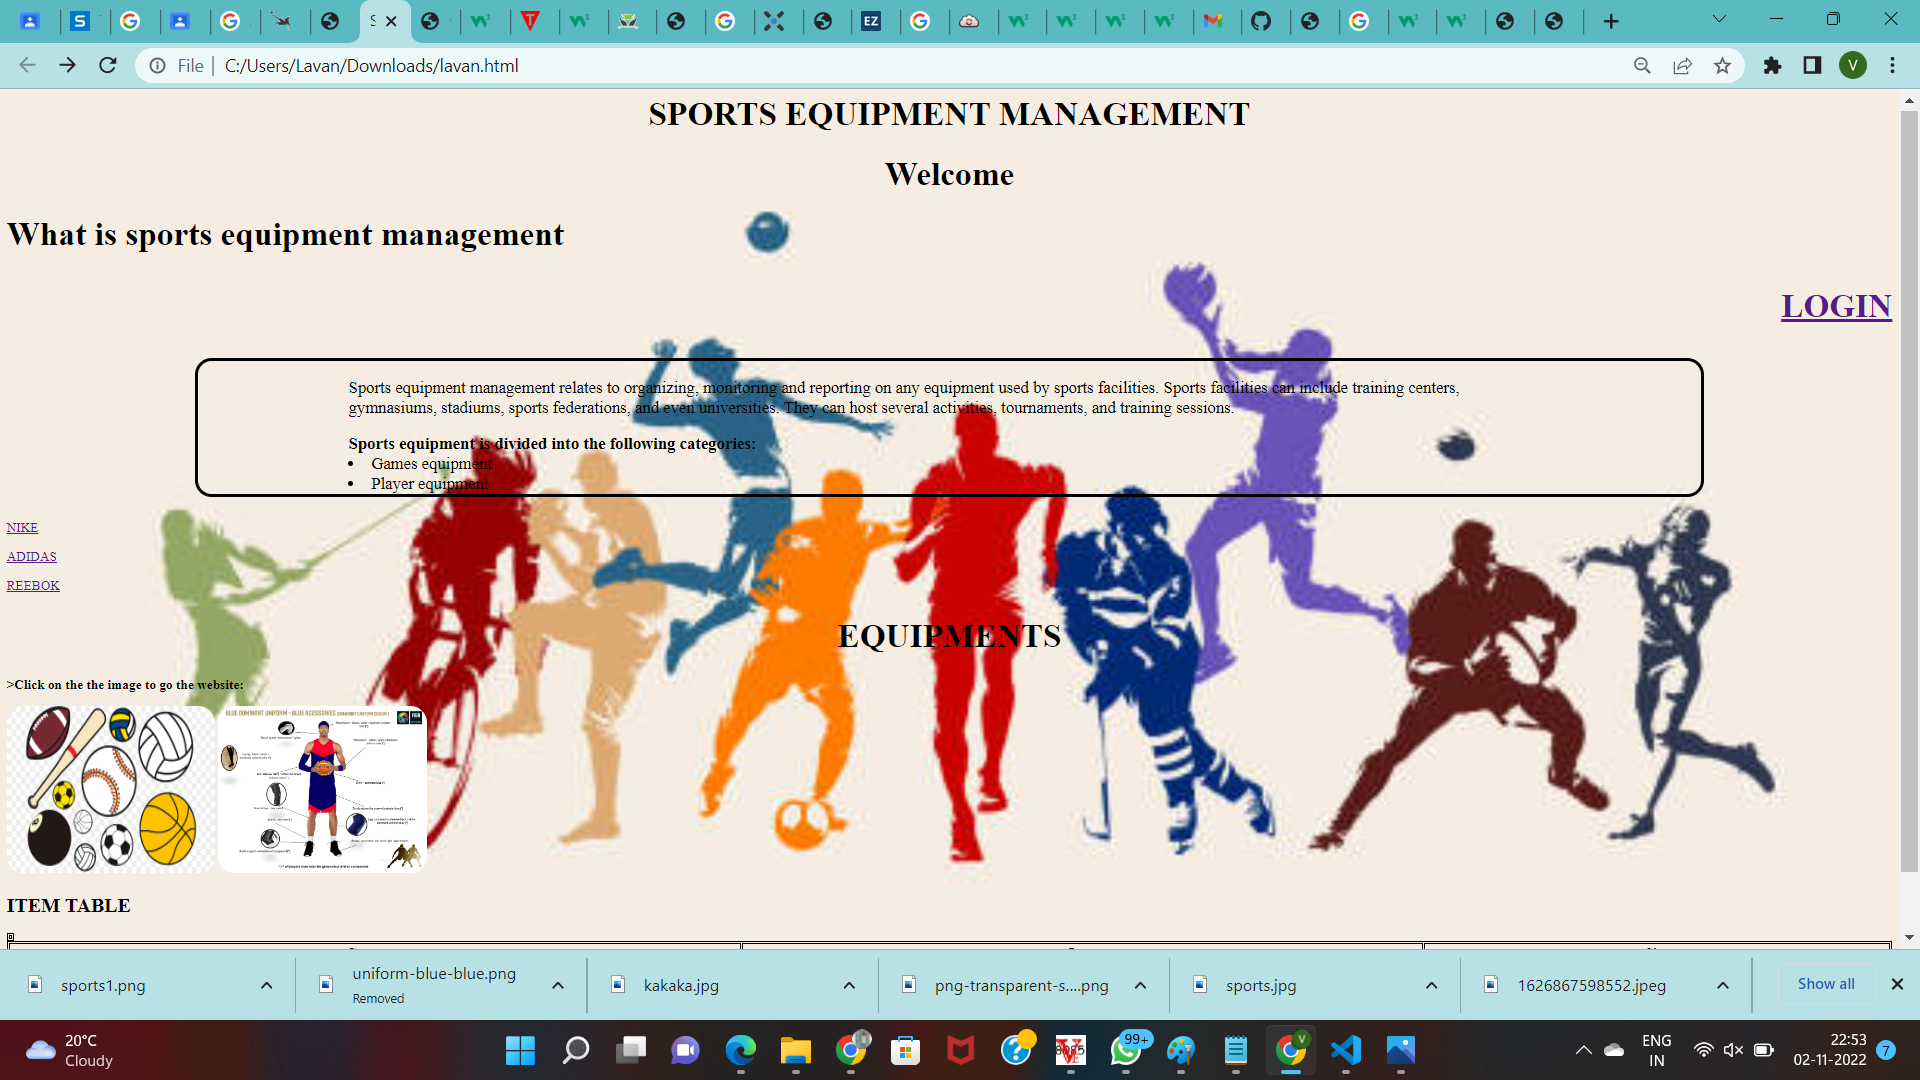 S
File
C:/Users/Lavan/Downloads/lavan.html
V
SPORTS EQUIPMENT MANAGEMENT
Welcome
What is sports equipment management
LOGIN
Sports equipment management relates to organizing, monitoring and reporting on any equipment used by sports facilities. Sports facilities can include training centers,
gymnasiums, stadiums, sports federations, and even universities. They can host several activities, tournaments, and training sessions.
Sports equipment is divided into the following categories:
• Games equipment
• Player equipment
NIKE
ADIDAS
REEBOK
EQUIPMENTS
>Click on the the image to go the website:
BLUE DOMINANT UNIFORM - BLUE ACESSORIES
ITEM TABLE
sports1.png
uniform-blue-blue.png
Removed
kakaka.jpg
png-transparent-s....png
sports.jpg
1626867598552.jpeg
Show all
20°C
Cloudy
99+
ENG
IN
22:53
02-11-2022
7